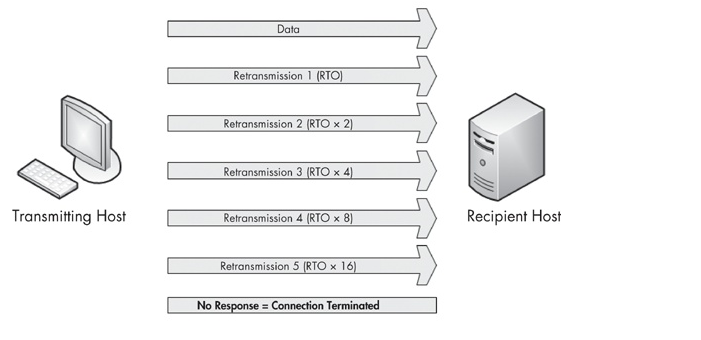 Data
Retransmission 1 (RTO)
Retransmission 2 (RTO × 2)
Retransmission 3 (RTO × 4)
Transmitting Host
Recipient Host
Retransmission 4 (RTO × 8)
Retransmission 5 (RTO × 16)
No Response = Connection Terminated